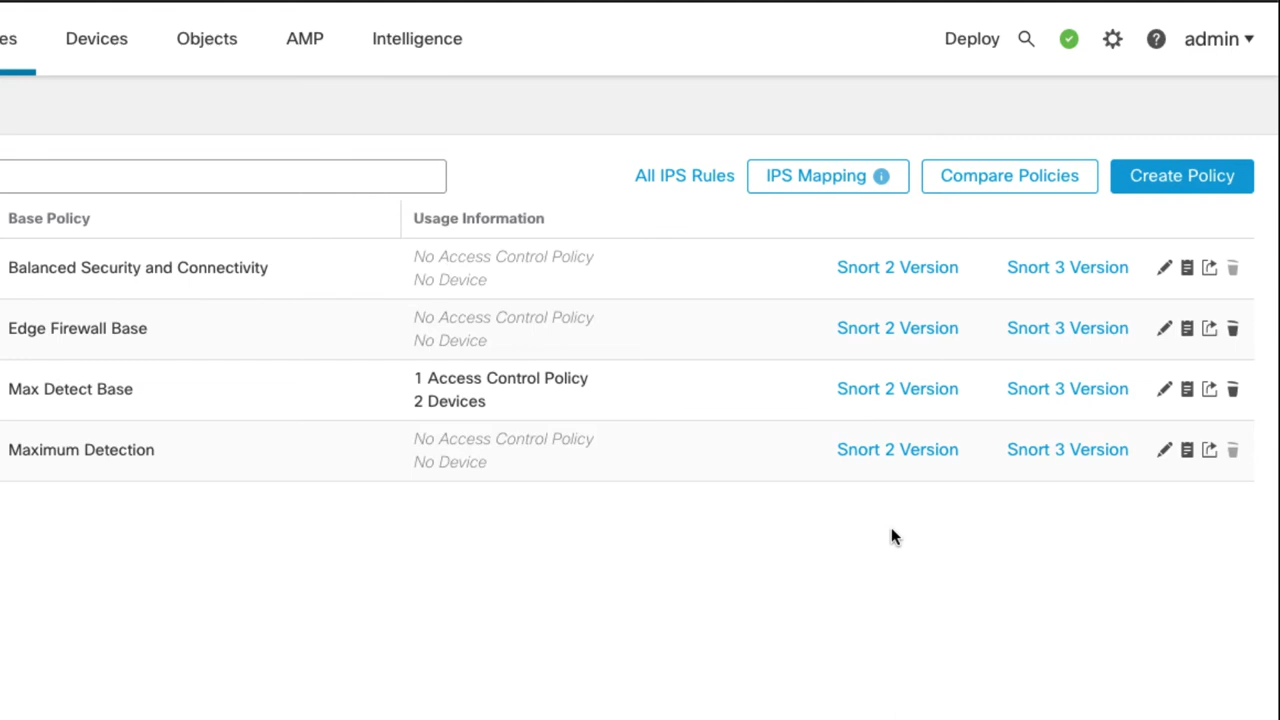 es Devices Objects AMP Intelligence Deploy admin
All IPS Rules IPS Mapping Compare Policies Create Policy
Base Policy Usage Information
Balanced Security and Connectivity No Access Control Policy No Device Snort 2 Version Snort 3 Version
Edge Firewall Base No Access Control Policy No Device Snort 2 Version Snort 3 Version
Max Detect Base 1 Access Control Policy 2 Devices Snort 2 Version Snort 3 Version
Maximum Detection No Access Control Policy No Device Snort 2 Version Snort 3 Version